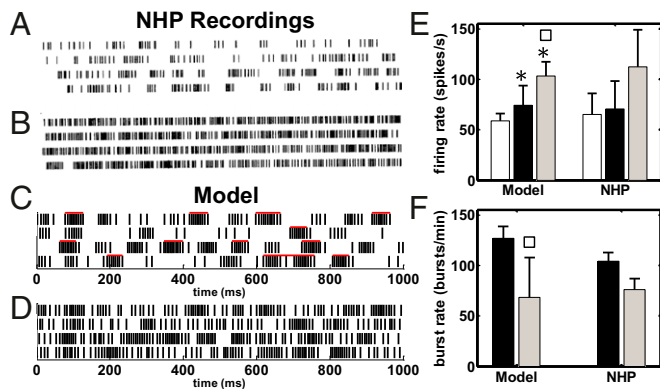 A
NHP Recordings
B
C
Model
0 200 400 600 800 1000
time (ms)
D
0 200 400 600 800 1000
time (ms)
E
firing rate (spikes/s)
150
100
50
0
* * □
Model NHP
F
burst rate (bursts/min)
150
100
50
0
□
Model NHP